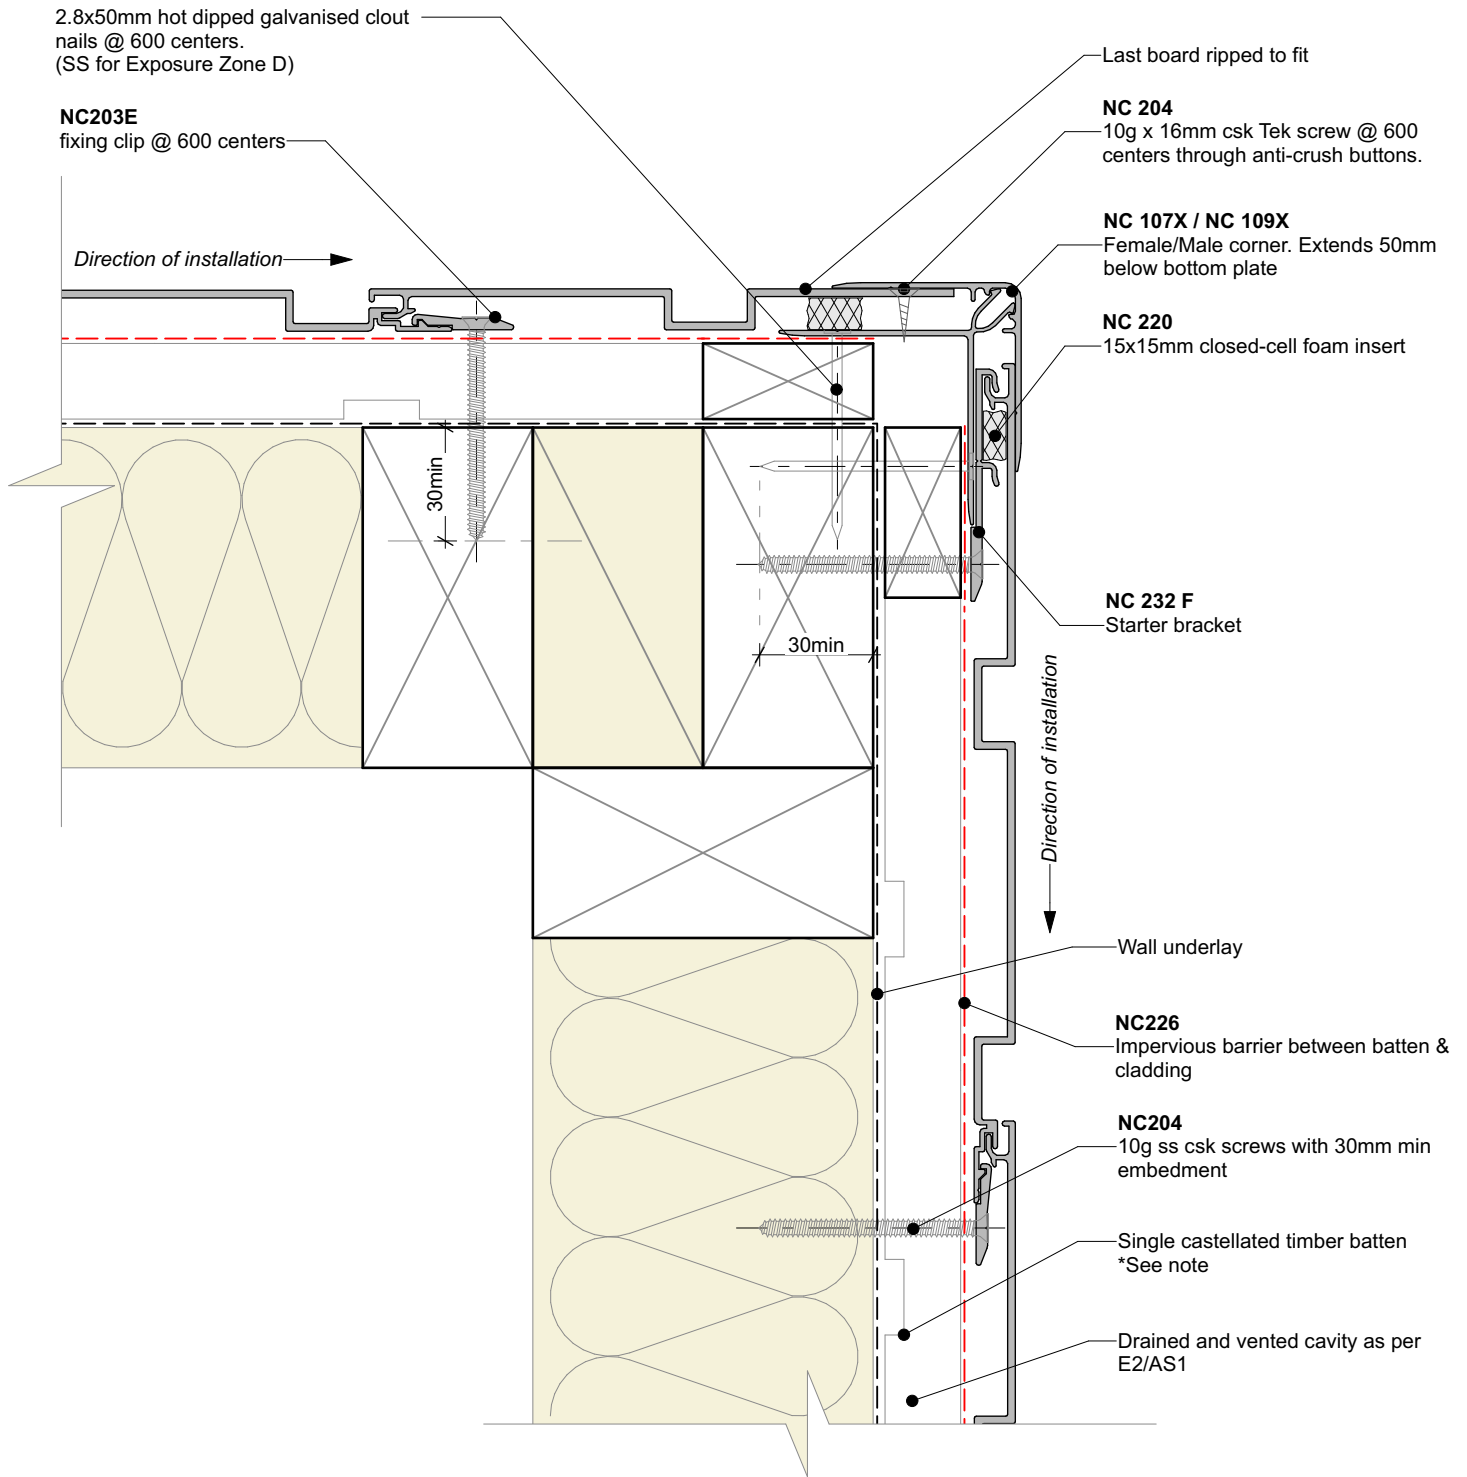 2.8x50mm hot dipped galvanised clout
nails @ 600 centers.
(SS for Exposure Zone D)
NC203E
fixing clip @ 600 centers
Direction of installation
Last board ripped to fit
NC 204
10g x 16mm csk Tek screw @ 600
centers through anti-crush buttons.
NC 107X / NC 109X
Female/Male corner. Extends 50mm
below bottom plate
NC 220
15x15mm closed-cell foam insert
30min
30min
NC 232 F
Starter bracket
Direction of installation
Wall underlay
NC226
Impervious barrier between batten &
cladding
NC204
10g ss csk screws with 30mm min
embedment
Single castellated timber batten
*See note
Drained and vented cavity as per
E2/AS1